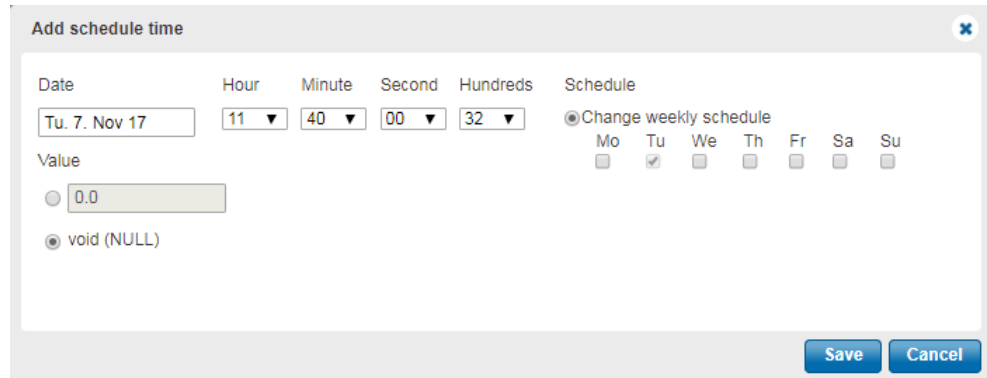 Add schedule time
Date Hour Minute Second Hundreds Schedule
Tu. 7. Nov 17 11 40 00 32 Change weekly schedule
Mo Tu We Th Fr Sa Su
Value
0.0
void (NULL)
Save Cancel